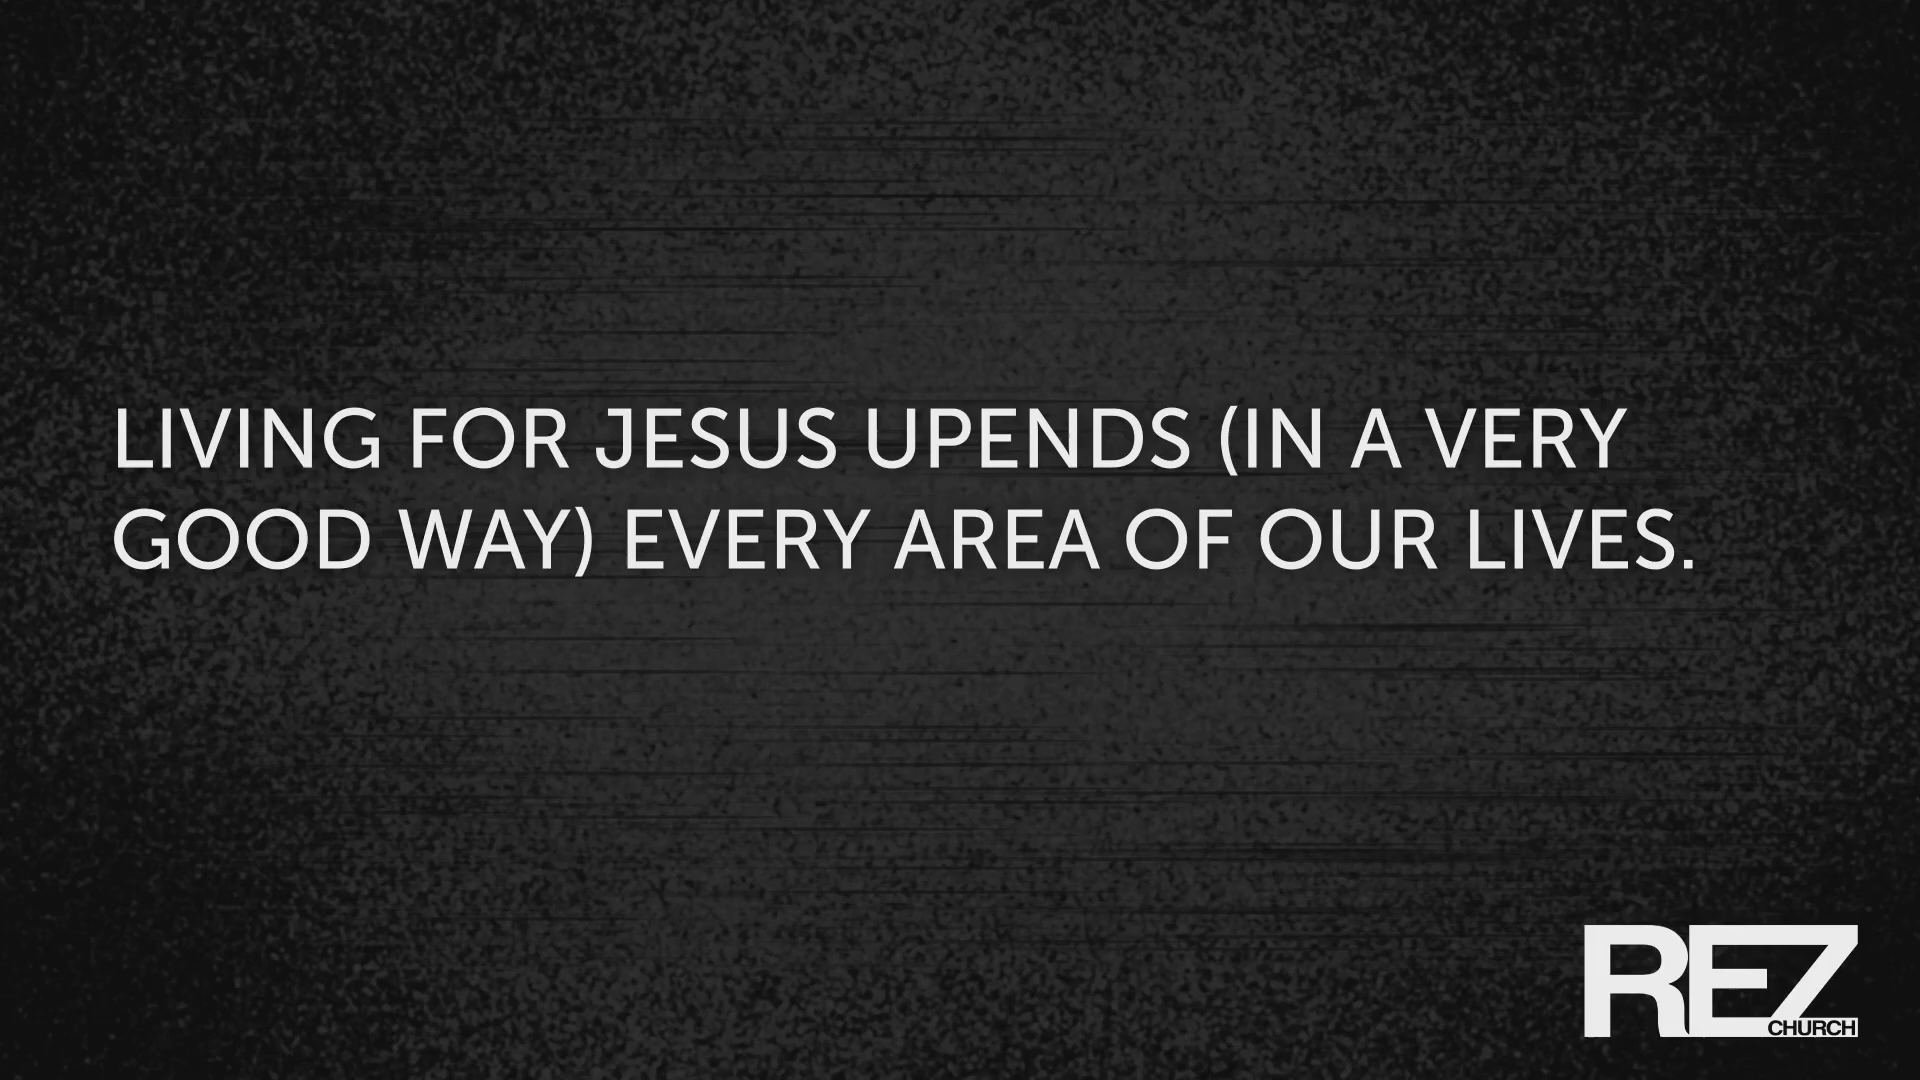 LIVING FOR JESUS UPENDS (IN A VERY
GOOD WAY) EVERY AREA OF OUR LIVES.
REZ
CHURCH